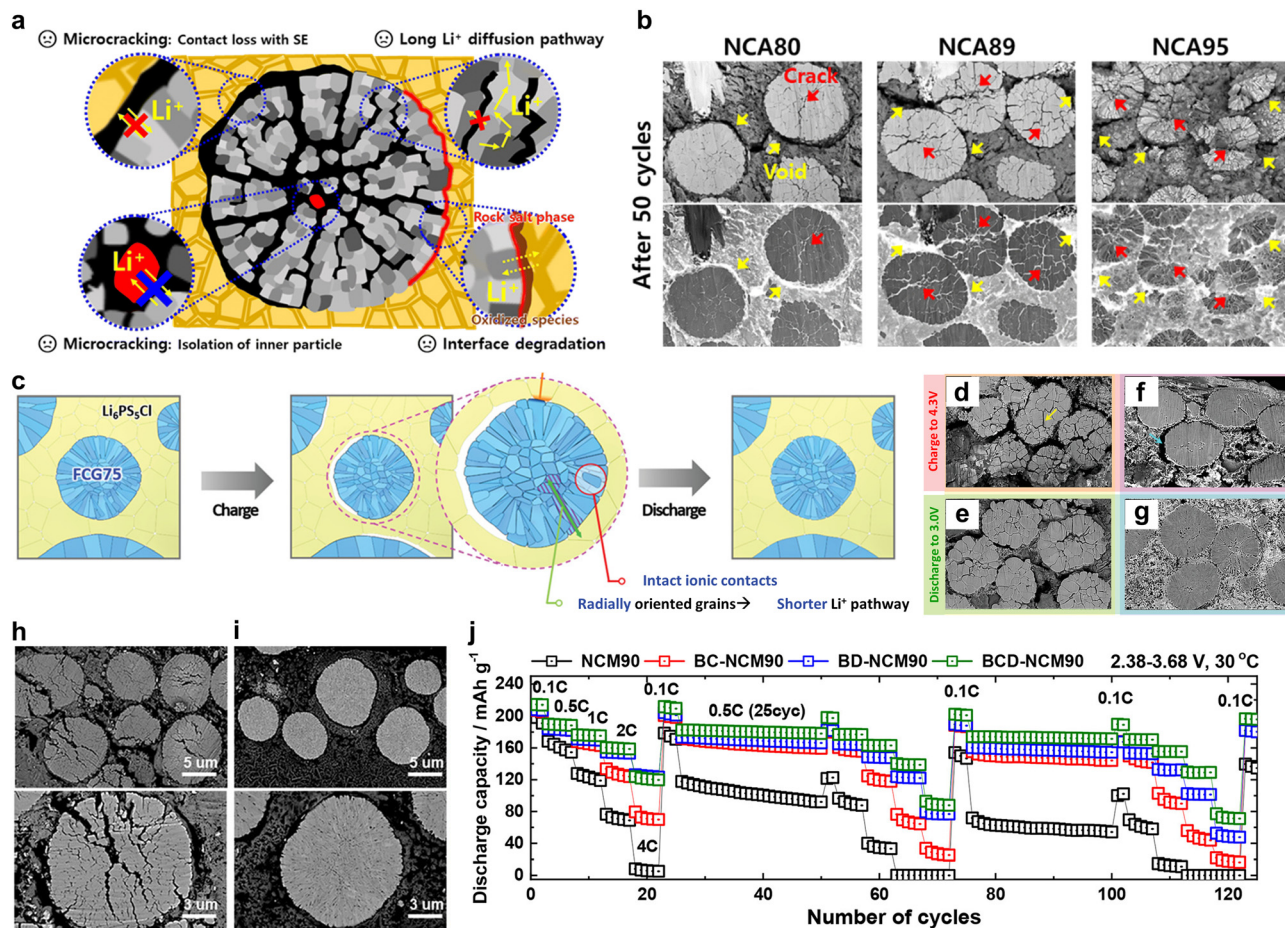 a
☹ Microcracking: Contact loss with SE
☹ Long Li⁺ diffusion pathway
Li⁺
Li⁺
Li⁺
Rock salt phase
Li⁺
Oxidized species
☹ Microcracking: Isolation of inner particle
☹ Interface degradation
b
NCA80
NCA89
NCA95
After 50 cycles
Crack
Void
c
Li₆PS₅Cl
FCG75
Charge
Discharge
Intact ionic contacts
Radially oriented grains→ Shorter Li⁺ pathway
Charge to 4.3V
Discharge to 3.0V
d
f
e
g
h
5 um
3 um
i
5 um
3 um
j
NCM90
BC-NCM90
BD-NCM90
BCD-NCM90
2.38-3.68 V, 30 °C
Discharge capacity / mAh g⁻¹
240
200
160
120
80
40
0
0.1C
0.5C
1C
2C
4C
0.1C
0.5C (25cyc)
0.1C
0.1C
0.1C
0
20
40
60
80
100
120
Number of cycles